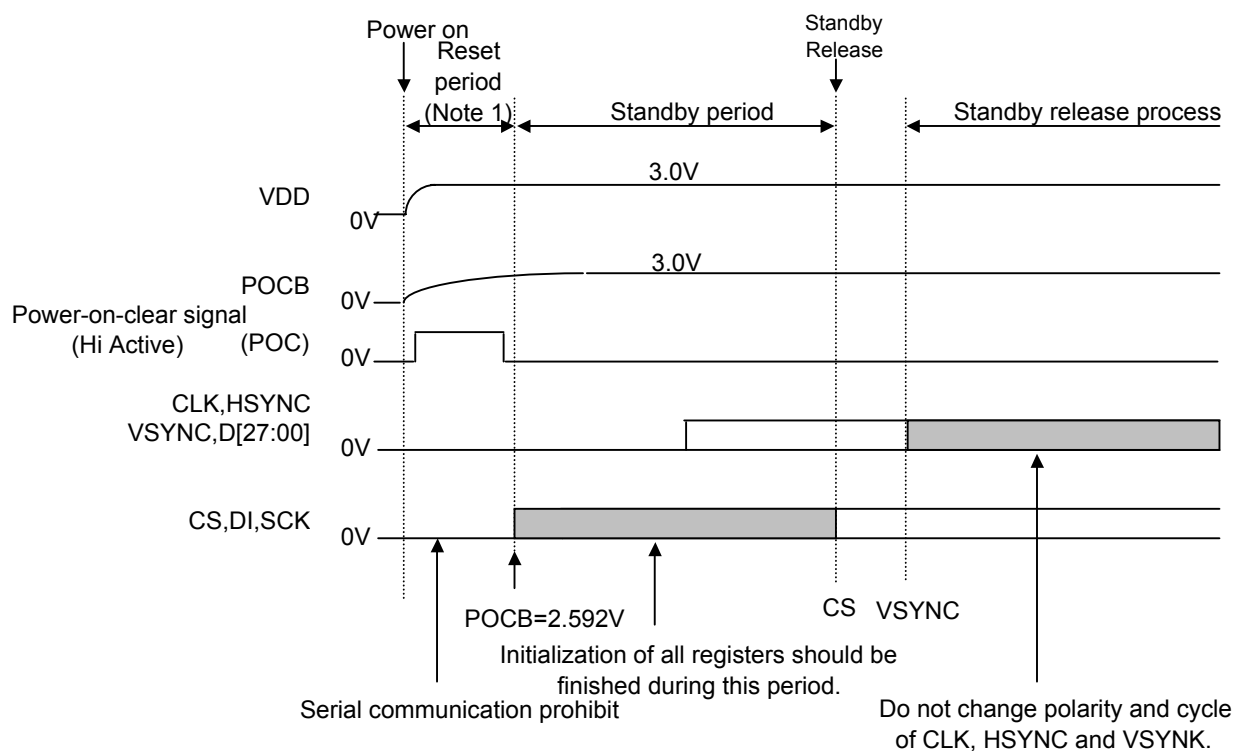 Power on
Reset
period
(Note 1)
Standby
Release
Standby period
Standby release process
VDD
0V
3.0V
POCB
0V
3.0V
Power-on-clear signal
(Hi Active)
(POC)
0V
CLK,HSYNC
VSYNC,D[27:00]
0V
CS,DI,SCK
0V
POCB=2.592V
CS
VSYNC
Initialization of all registers should be
finished during this period.
Serial communication prohibit
Do not change polarity and cycle
of CLK, HSYNC and VSYNK.